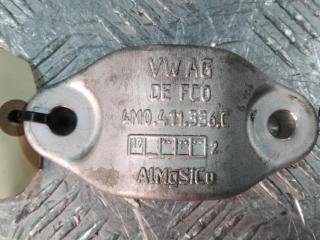 VW AG
DE FCO
4M0.411.336.C
2
AlMgSiCu